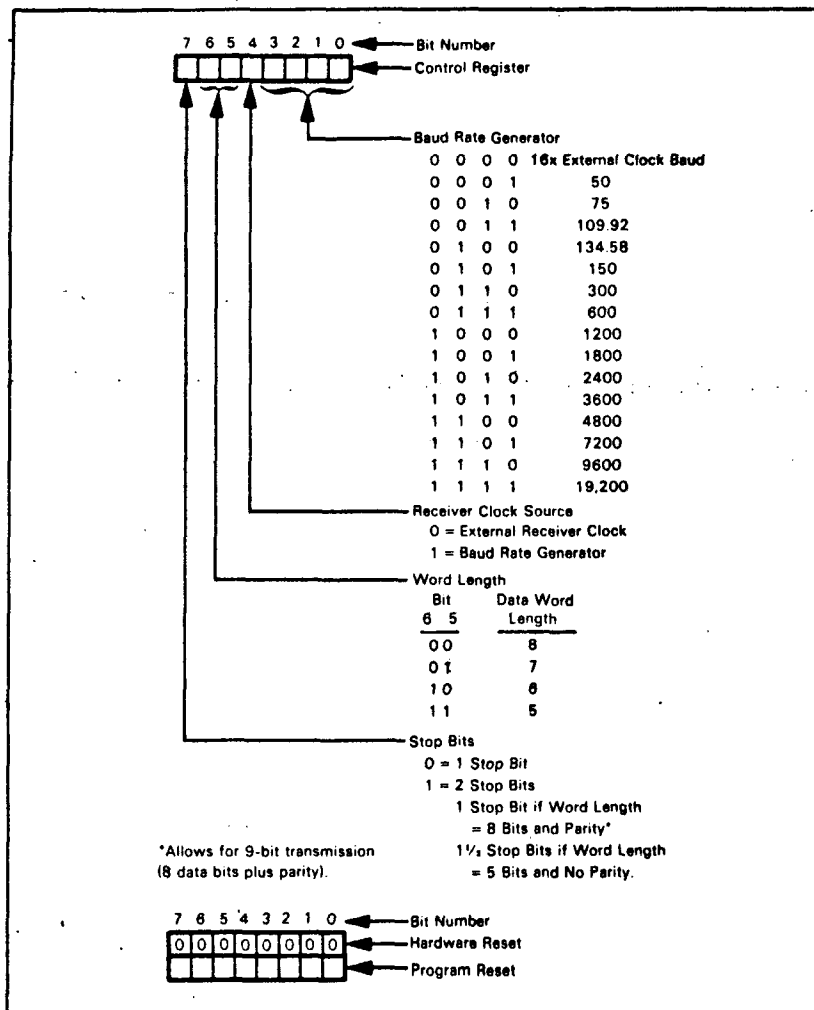 7 6 5 4 3 2 1 0 Bit Number
Control Register
Baud Rate Generator
0 0 0 0 16x External Clock Baud
0 0 0 1 50
0 0 1 0 75
0 0 1 1 109.92
0 1 0 0 134.58
0 1 0 1 150
0 1 1 0 300
0 1 1 1 600
1 0 0 0 1200
1 0 0 1 1800
1 0 1 0 2400
1 0 1 1 3600
1 1 0 0 4800
1 1 0 1 7200
1 1 1 0 9600
1 1 1 1 19,200
Receiver Clock Source
0 = External Receiver Clock
1 = Baud Rate Generator
Word Length
Bit Data Word
6 5 Length
0 0 8
0 1 7
1 0 6
1 1 5
Stop Bits
0 = 1 Stop Bit
1 = 2 Stop Bits
1 Stop Bit if Word Length
= 8 Bits and Parity*
1½ Stop Bits if Word Length
= 5 Bits and No Parity.
*Allows for 9-bit transmission
(8 data bits plus parity).
7 6 5 4 3 2 1 0 Bit Number
0 0 0 0 0 0 0 0 Hardware Reset
Program Reset